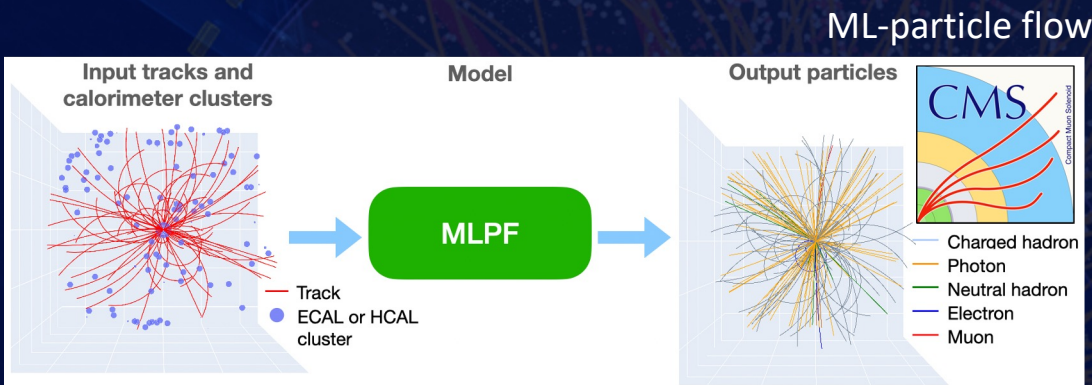 ML-particle flow
Input tracks and
calorimeter clusters
Model
Output particles
CMS
Compact Muon Solenoid
MLPF
Track
ECAL or HCAL
cluster
Charged hadron
Photon
Neutral hadron
Electron
Muon